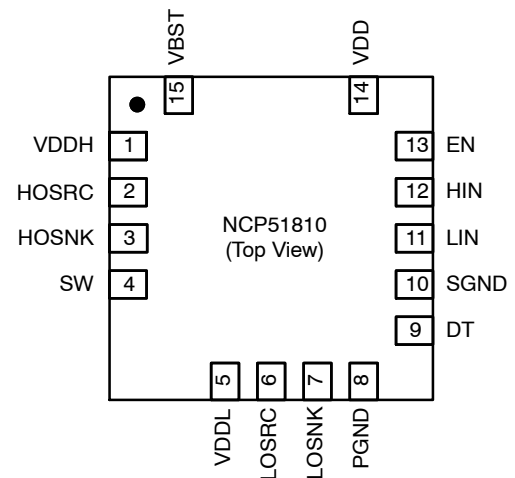 VBST
VDD
15
14
VDDH 1
13 EN
HOSRC 2
12 HIN
HOSNK 3
NCP51810
(Top View)
11 LIN
SW 4
10 SGND
9 DT
5
6
7
8
VDDL
LOSRC
LOSNK
PGND